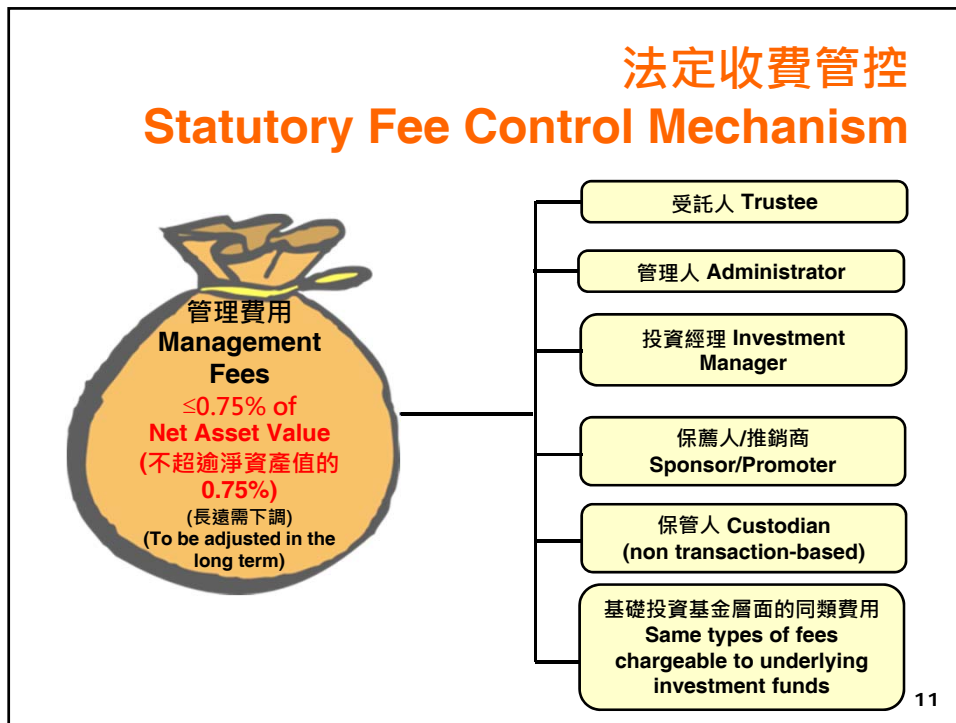 法定收費管控
Statutory Fee Control Mechanism
管理費用
Management
Fees
≤0.75% of
Net Asset Value
(不超逾淨資產值的
0.75%)
(長遠需下調)
(To be adjusted in the
long term)
受託人 Trustee
管理人 Administrator
投資經理 Investment
Manager
保薦人/推銷商
Sponsor/Promoter
保管人 Custodian
(non transaction-based)
基礎投資基金層面的同類費用
Same types of fees
chargeable to underlying
investment funds
11